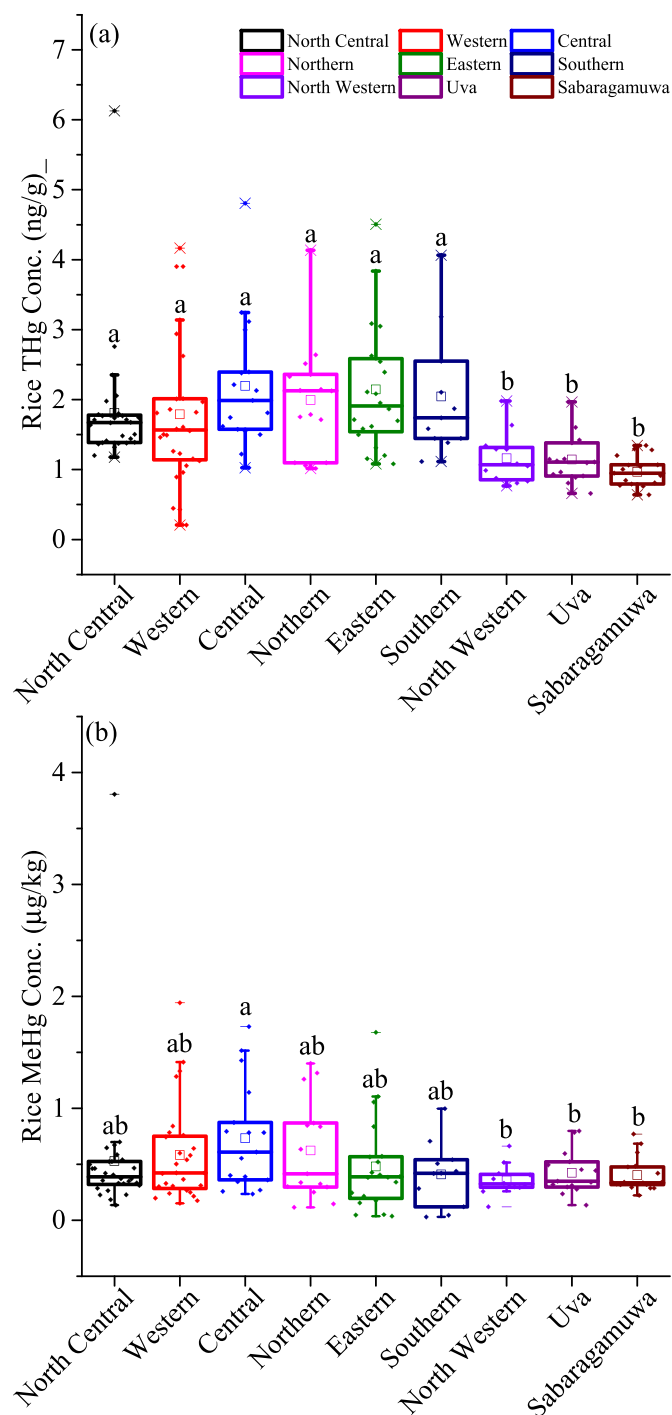 (a)
North Central Western Central
Northern Eastern Southern
North Western Uva Sabaragamuwa
7
6
5
4
3
2
1
0
Rice THg Conc. (ng/g)_
a a a a a a b b b
North Central Western Central Northern Eastern Southern North Western Uva Sabaragamuwa
(b)
4
3
2
1
0
Rice MeHg Conc. (µg/kg)
ab ab a ab ab ab b b b
North Central Western Central Northern Eastern Southern North Western Uva Sabaragamuwa